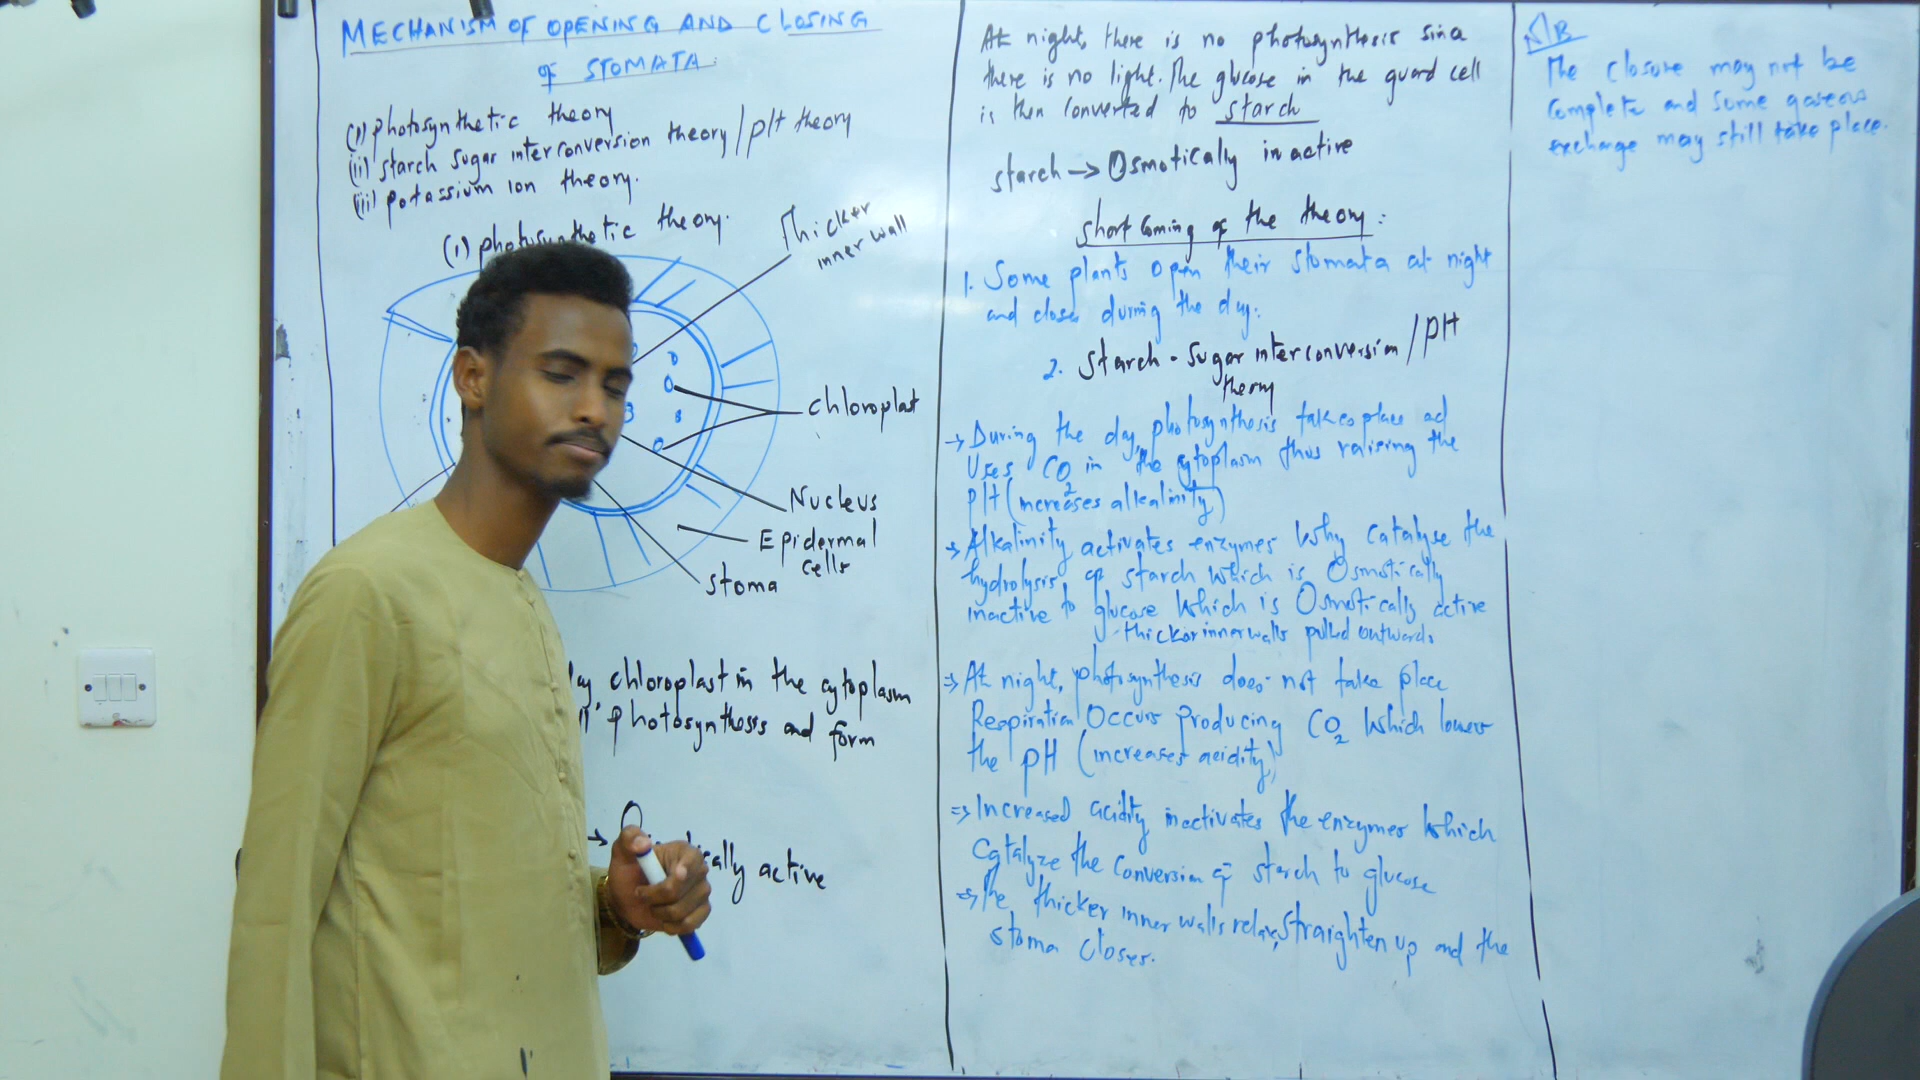 MECHANISM OF OPENING AND CLOSING
OF STOMATA
(i) photosynthetic theory
(ii) starch sugar interconversion theory / pH theory
(iii) potassium ion theory.
(1) photosynthetic theory.
Thicker
inner wall
chloroplast
Nucleus
Epidermal
cells
stoma
chloroplast in the cytoplasm
photosynthesis and form
→ active
At night, there is no photosynthesis since
there is no light. The glucose in the guard cell
is then converted to starch
starch → Osmotically inactive
Short coming of the theory:
1. Some plants open their stomata at night
and close during the day.
2. Starch - sugar interconversion / pH
theory
→ During the day, photosynthesis takes place ad
Uses CO2 in the cytoplasm thus raising the
pH (increases alkalinity)
→ Alkalinity activates enzymes why catalyse the
hydrolysis of starch which is Osmotically
inactive to glucose which is Osmotically active
thicker inner walls pulled outwards
→ At night, photosynthesis does not take place
Respiration Occurs producing CO2 which lowers
the pH (increases acidity)
⇒ Increased acidity inactivates the enzymes which
Catalyze the conversion of starch to glucose
→ The thicker inner walls relax, straighten up and the
stoma closes.
N/B
The closure may not be
complete and some gaseous
exchange may still take place.